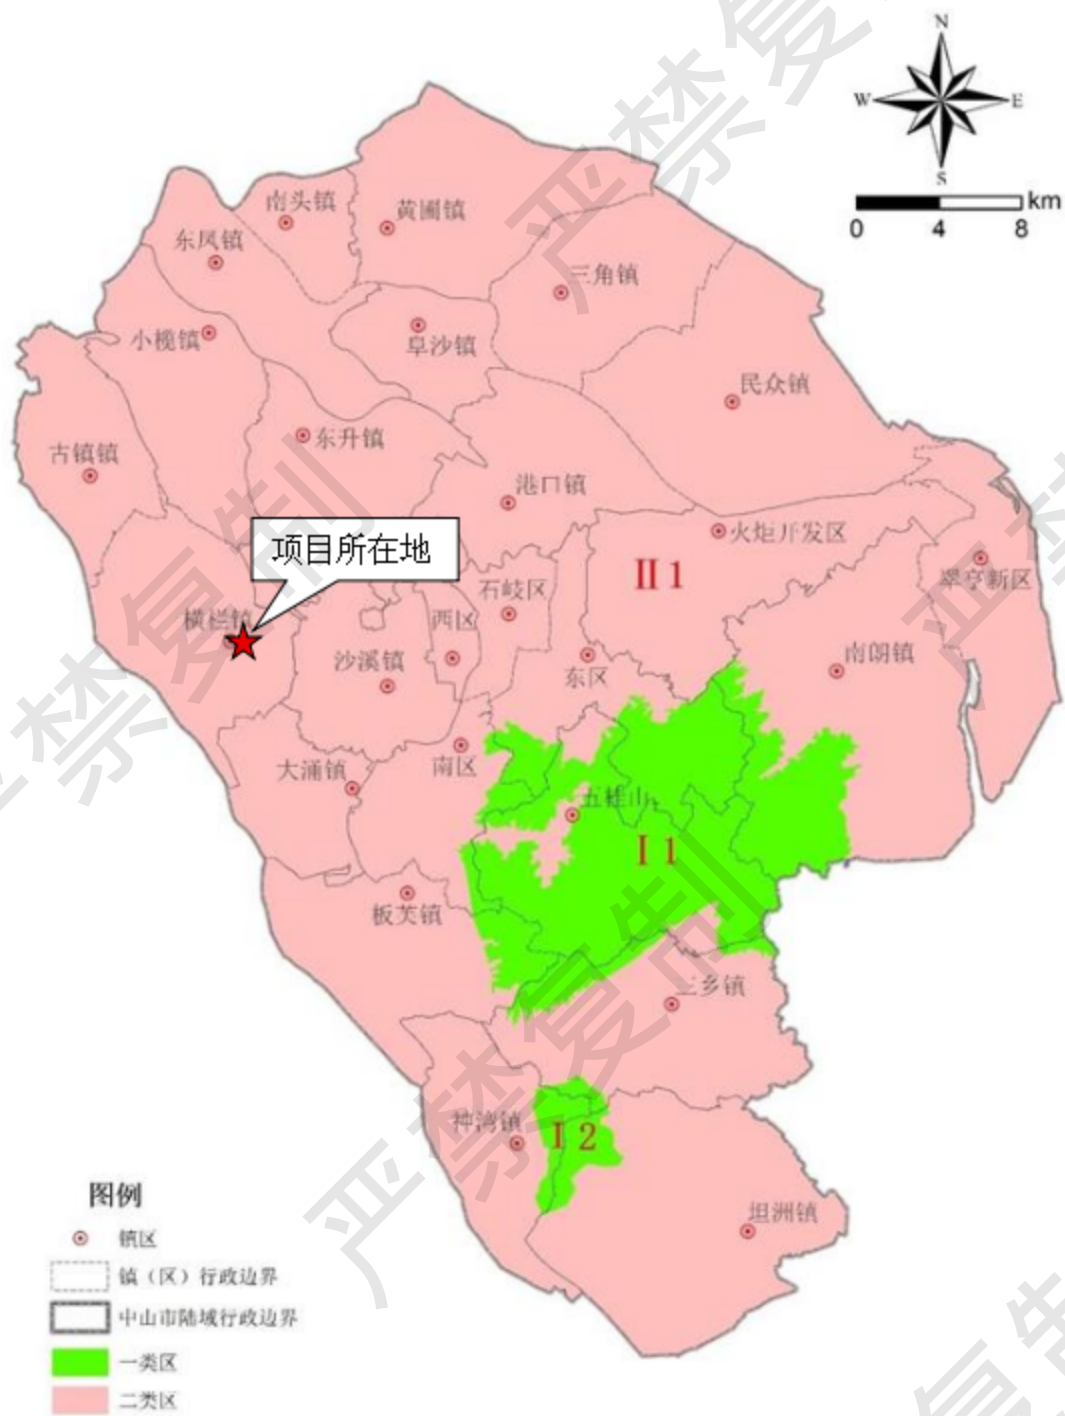 N
W
E
S
km
0
4
8
南头镇
黄圃镇
东凤镇
三角镇
小榄镇
阜沙镇
民众镇
东升镇
古镇镇
港口镇
火炬开发区
项目所在地
II 1
石岐区
翠亨新区
横栏镇
西区
沙溪镇
东区
南朗镇
南区
大涌镇
五桂山
I 1
板芙镇
三乡镇
神湾镇
I 2
坦洲镇
图例
镇区
镇（区）行政边界
中山市陆域行政边界
一类区
二类区
严禁复制
严禁复制
严禁复制
严禁
复制